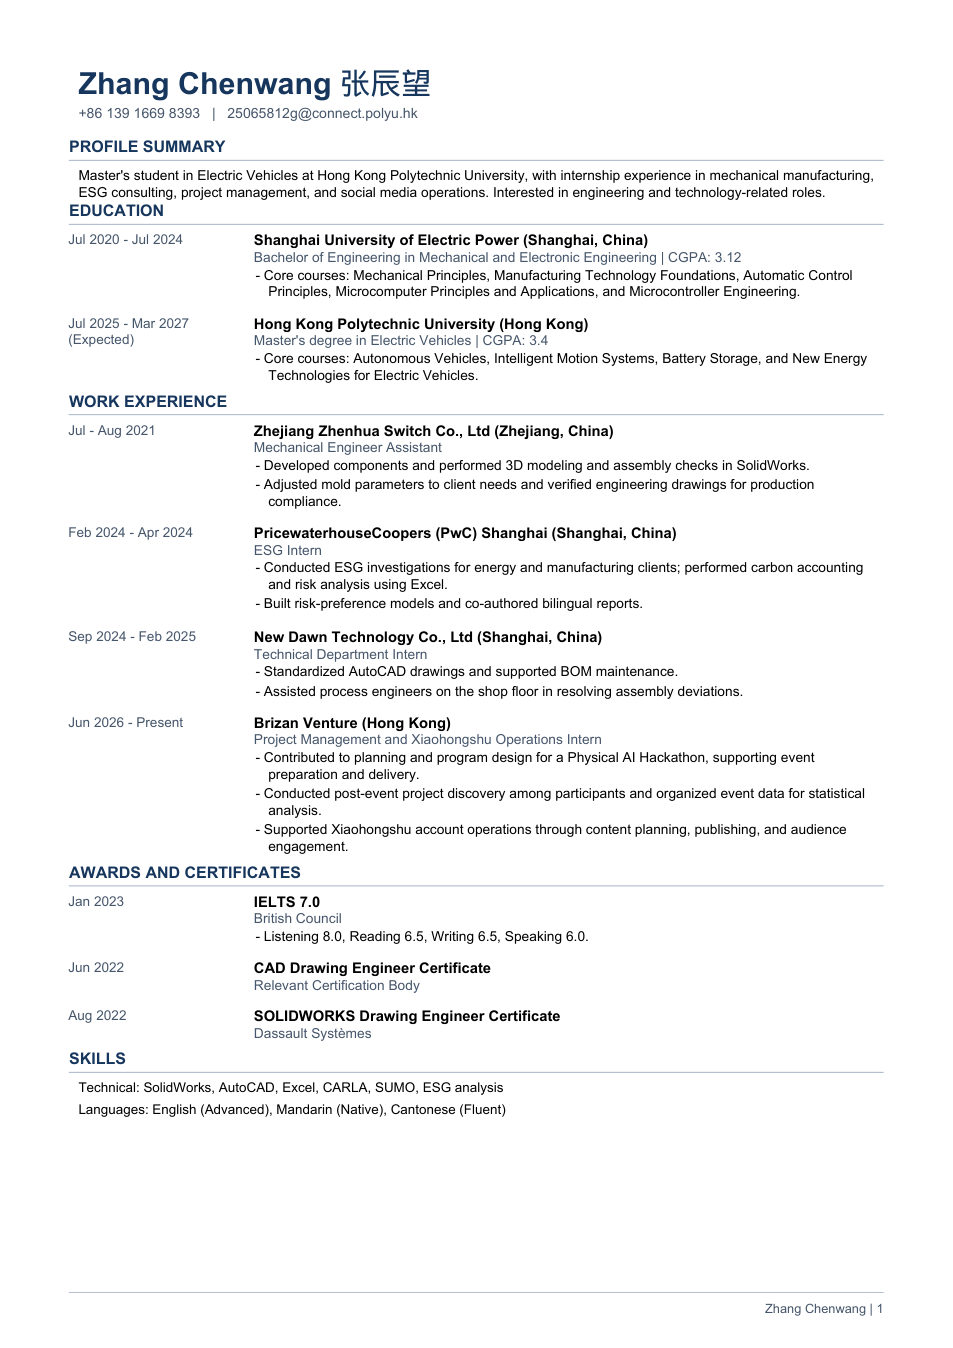 Zhang Chenwang 张辰望
+86 139 1669 8393 | 25065812g@connect.polyu.hk
PROFILE SUMMARY
Master's student in Electric Vehicles at Hong Kong Polytechnic University, with internship experience in mechanical manufacturing,
ESG consulting, project management, and social media operations. Interested in engineering and technology-related roles.
EDUCATION
Jul 2020 - Jul 2024
Shanghai University of Electric Power (Shanghai, China)
Bachelor of Engineering in Mechanical and Electronic Engineering | CGPA: 3.12
- Core courses: Mechanical Principles, Manufacturing Technology Foundations, Automatic Control
Principles, Microcomputer Principles and Applications, and Microcontroller Engineering.
Jul 2025 - Mar 2027
(Expected)
Hong Kong Polytechnic University (Hong Kong)
Master's degree in Electric Vehicles | CGPA: 3.4
- Core courses: Autonomous Vehicles, Intelligent Motion Systems, Battery Storage, and New Energy
Technologies for Electric Vehicles.
WORK EXPERIENCE
Jul - Aug 2021
Zhejiang Zhenhua Switch Co., Ltd (Zhejiang, China)
Mechanical Engineer Assistant
- Developed components and performed 3D modeling and assembly checks in SolidWorks.
- Adjusted mold parameters to client needs and verified engineering drawings for production
compliance.
Feb 2024 - Apr 2024
PricewaterhouseCoopers (PwC) Shanghai (Shanghai, China)
ESG Intern
- Conducted ESG investigations for energy and manufacturing clients; performed carbon accounting
and risk analysis using Excel.
- Built risk-preference models and co-authored bilingual reports.
Sep 2024 - Feb 2025
New Dawn Technology Co., Ltd (Shanghai, China)
Technical Department Intern
- Standardized AutoCAD drawings and supported BOM maintenance.
- Assisted process engineers on the shop floor in resolving assembly deviations.
Jun 2026 - Present
Brizan Venture (Hong Kong)
Project Management and Xiaohongshu Operations Intern
- Contributed to planning and program design for a Physical AI Hackathon, supporting event
preparation and delivery.
- Conducted post-event project discovery among participants and organized event data for statistical
analysis.
- Supported Xiaohongshu account operations through content planning, publishing, and audience
engagement.
AWARDS AND CERTIFICATES
Jan 2023
IELTS 7.0
British Council
- Listening 8.0, Reading 6.5, Writing 6.5, Speaking 6.0.
Jun 2022
CAD Drawing Engineer Certificate
Relevant Certification Body
Aug 2022
SOLIDWORKS Drawing Engineer Certificate
Dassault Systèmes
SKILLS
Technical: SolidWorks, AutoCAD, Excel, CARLA, SUMO, ESG analysis
Languages: English (Advanced), Mandarin (Native), Cantonese (Fluent)
Zhang Chenwang | 1